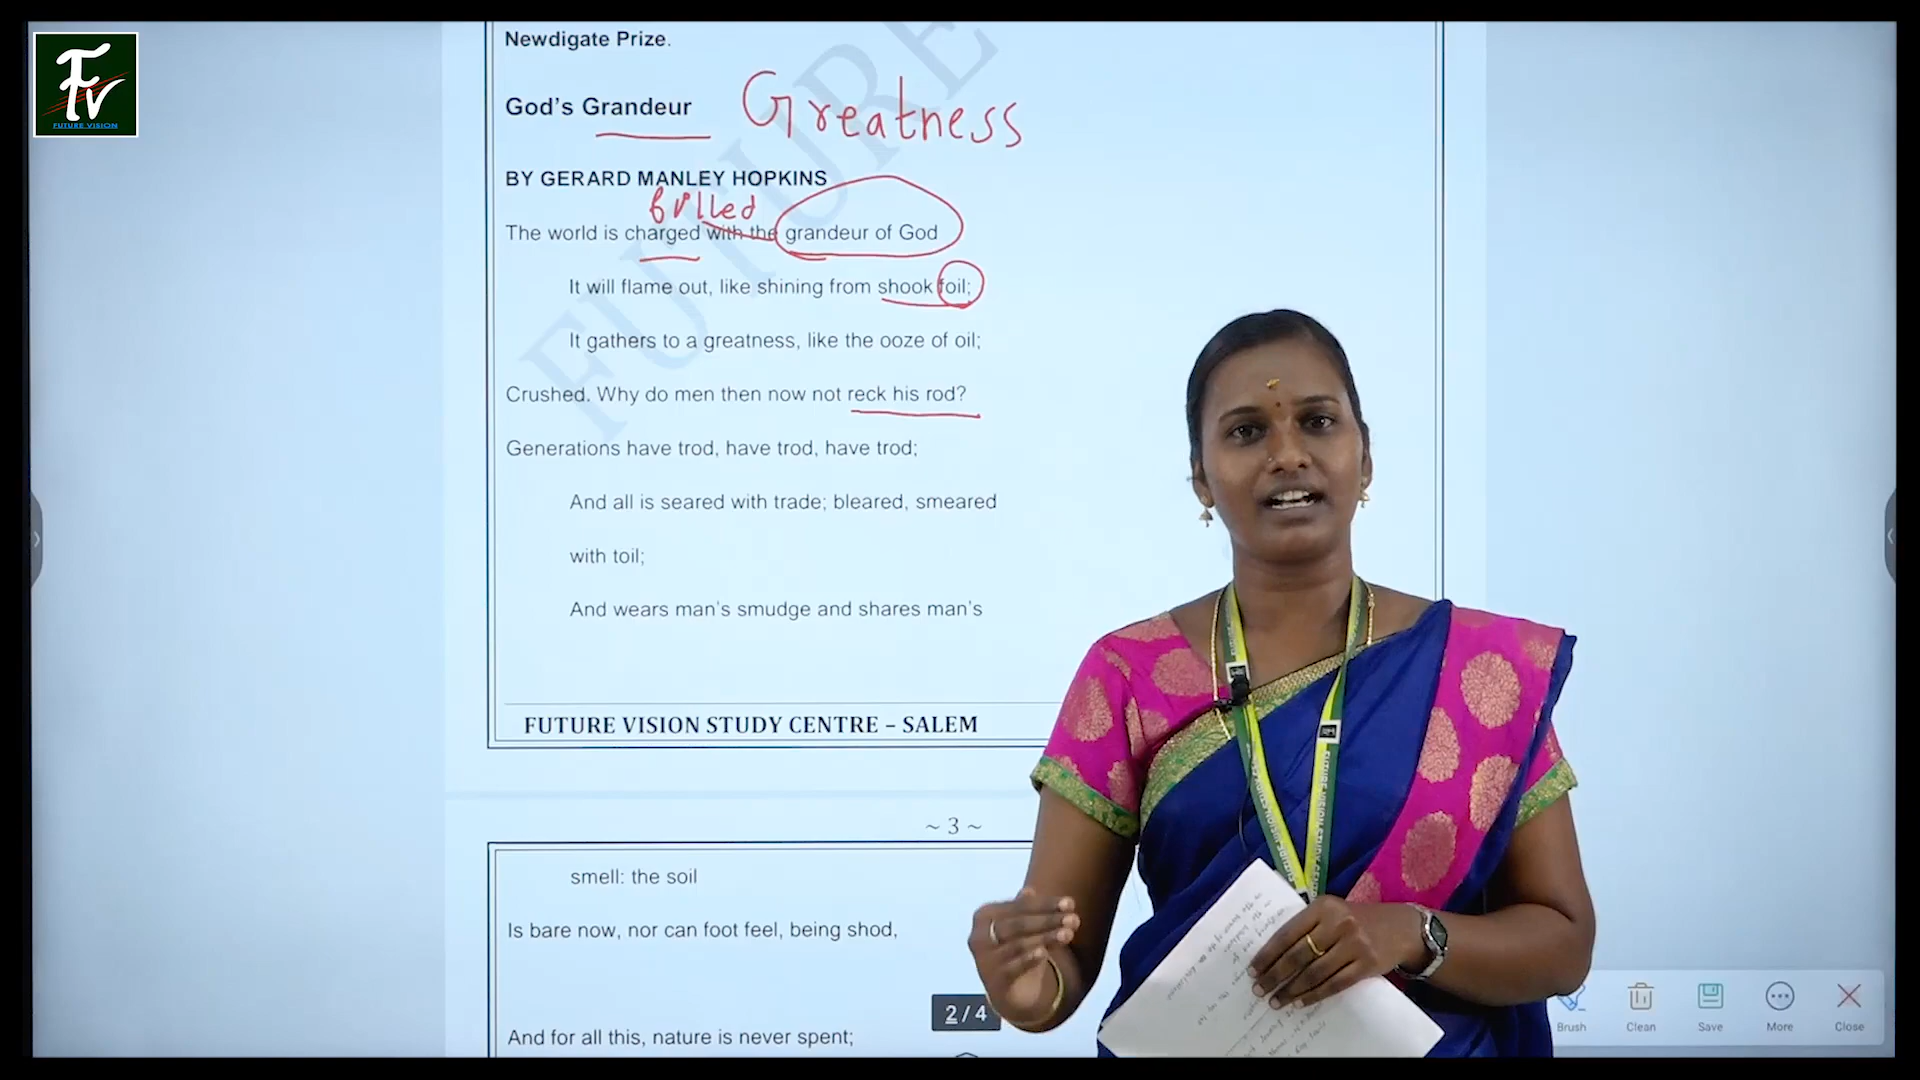 FV
FUTURE VISION
Newdigate Prize.
God's Grandeur Greatness
BY GERARD MANLEY HOPKINS
filled
The world is charged with the grandeur of God
It will flame out, like shining from shook foil;
It gathers to a greatness, like the ooze of oil;
Crushed. Why do men then now not reck his rod?
Generations have trod, have trod, have trod;
And all is seared with trade; bleared, smeared
with toil;
And wears man's smudge and shares man's
FUTURE VISION STUDY CENTRE – SALEM
~ 3 ~
smell: the soil
Is bare now, nor can foot feel, being shod,
2 / 4
And for all this, nature is never spent;
Brush Clean Save More Close
FUTURE